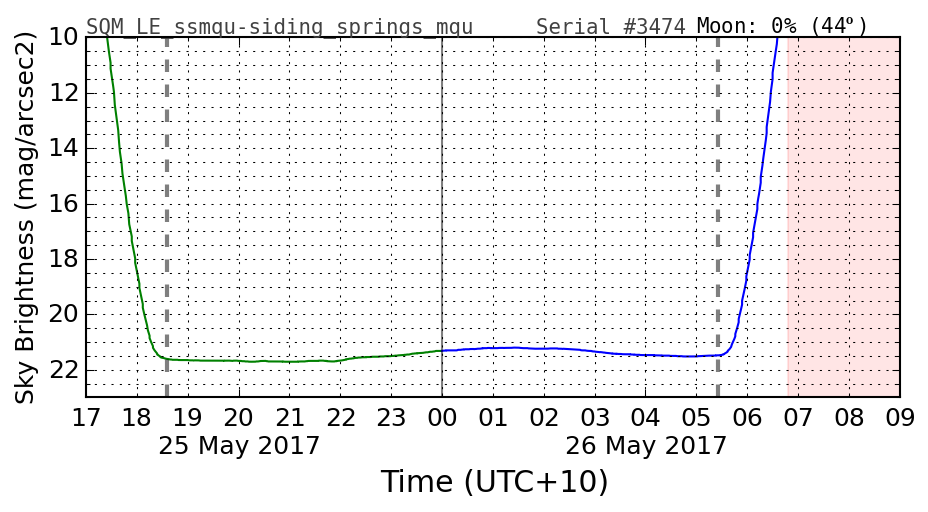 SQM_LE_ssmqu-siding_springs_mqu Serial #3474 Moon: 0% (44º)
Sky Brightness (mag/arcsec2)
10
12
14
16
18
20
22
17 18 19 20 21 22 23 00 01 02 03 04 05 06 07 08 09
25 May 2017 26 May 2017
Time (UTC+10)